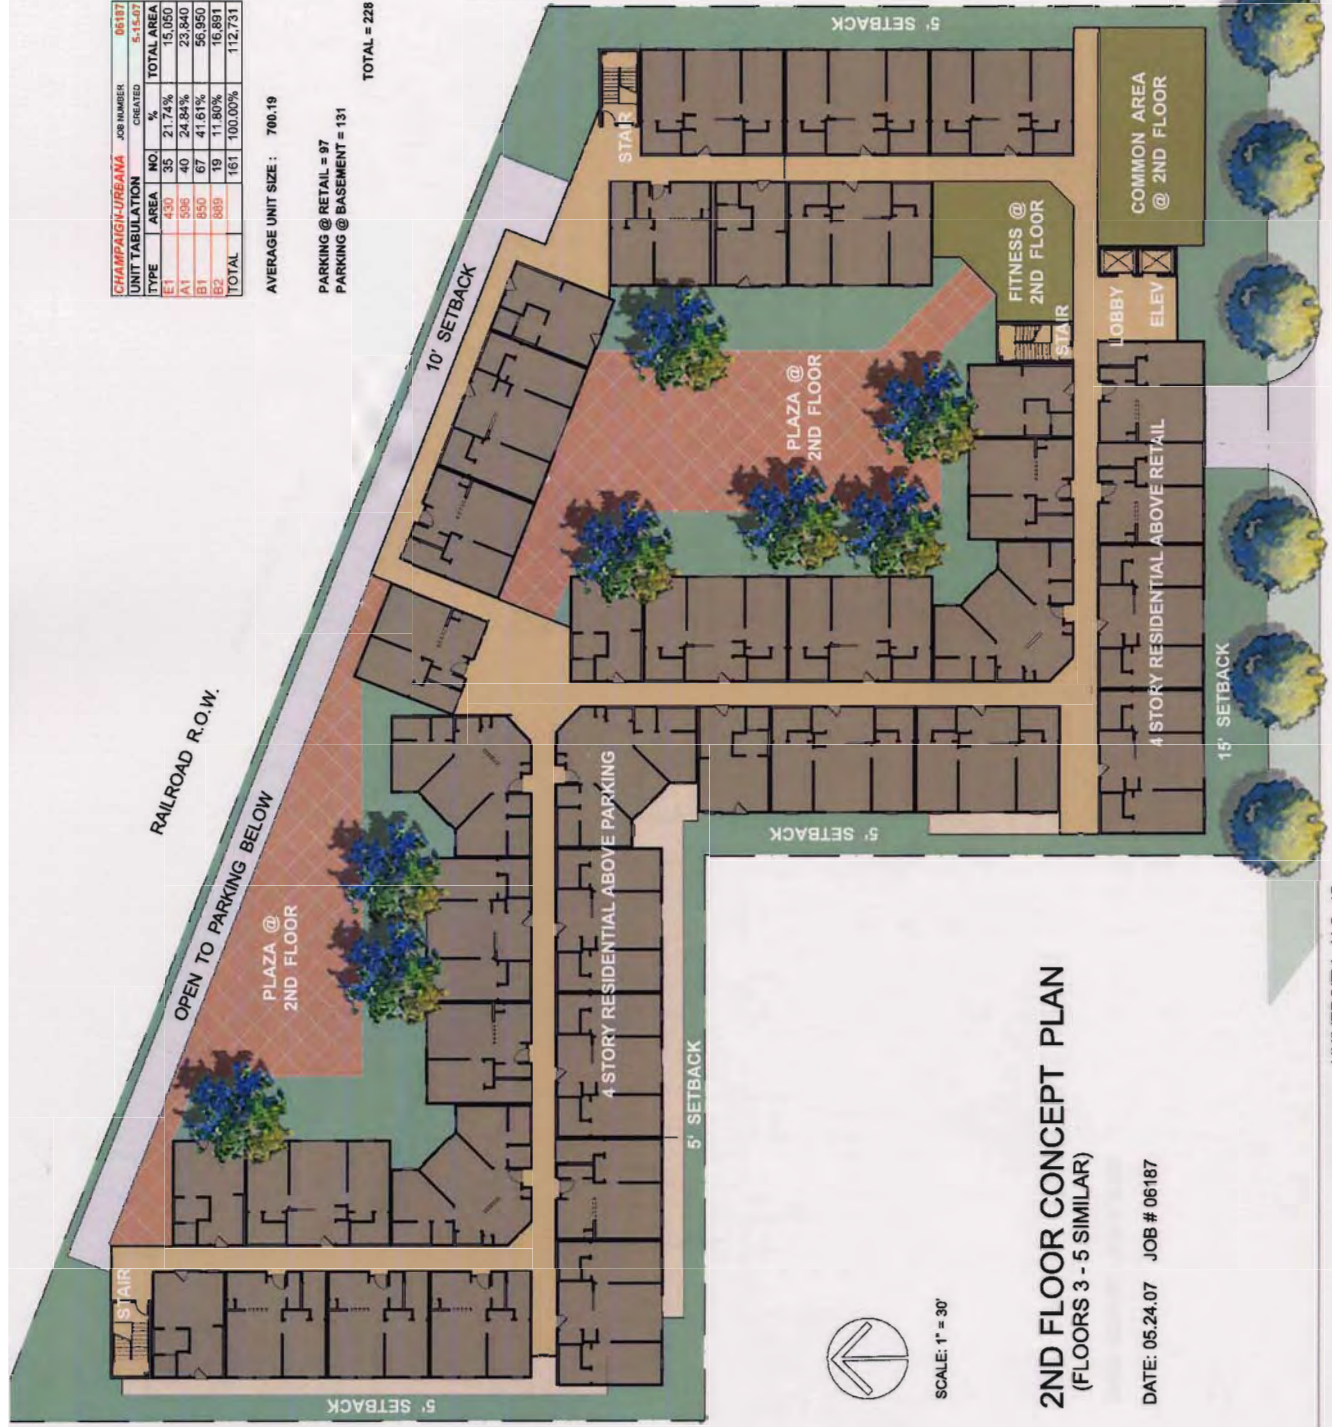 CHAMPAIGN-URBANA JOB NUMBER 06187
UNIT TABULATION CREATED 5-15-07
TYPE AREA NO. % TOTAL AREA
E1 430 35 21.74% 15,050
A1 596 40 24.84% 23,840
B1 850 67 41.61% 56,950
B2 889 19 11.80% 16,891
TOTAL 161 100.00% 112,731
AVERAGE UNIT SIZE : 700.19
PARKING @ RETAIL = 97
PARKING @ BASEMENT = 131
TOTAL = 228
RAILROAD R.O.W.
OPEN TO PARKING BELOW
10' SETBACK
5' SETBACK
STAIR
PLAZA @
2ND FLOOR
4 STORY RESIDENTIAL ABOVE PARKING
5' SETBACK
5' SETBACK
5' SETBACK
STAIR
PLAZA @
2ND FLOOR
FITNESS @
2ND FLOOR
STAIR
COMMON AREA
@ 2ND FLOOR
LOBBY
ELEV
4 STORY RESIDENTIAL ABOVE RETAIL
15' SETBACK
SCALE: 1" = 30'
2ND FLOOR CONCEPT PLAN
(FLOORS 3 - 5 SIMILAR)
DATE: 05.24.07 JOB # 06187